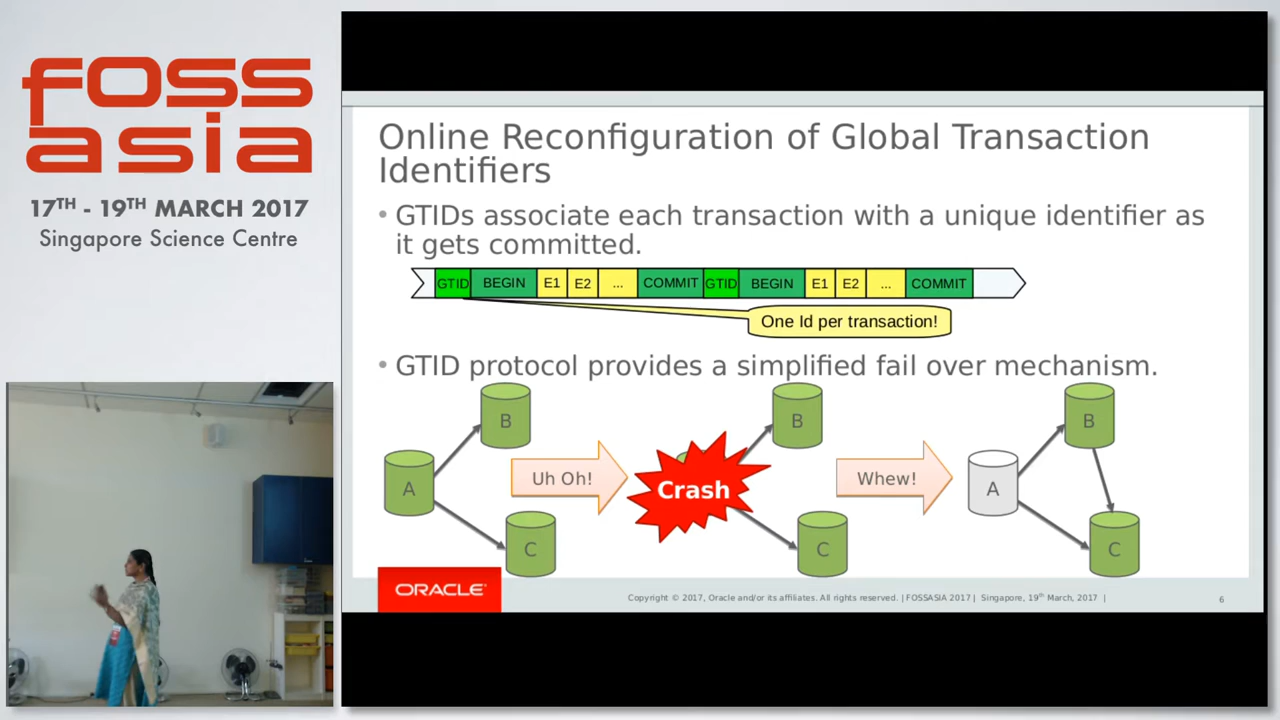 foss
asia
17TH - 19TH MARCH 2017
Singapore Science Centre
Online Reconfiguration of Global Transaction
Identifiers
• GTIDs associate each transaction with a unique identifier as
it gets committed.
GTID BEGIN E1 E2 ... COMMIT GTID BEGIN E1 E2 ... COMMIT
One Id per transaction!
• GTID protocol provides a simplified fail over mechanism.
B
A
C
Uh Oh!
B
Crash
C
Whew!
B
A
C
ORACLE
Copyright © 2017, Oracle and/or its affiliates. All rights reserved. | FOSSASIA 2017 | Singapore, 19th March, 2017 |
6